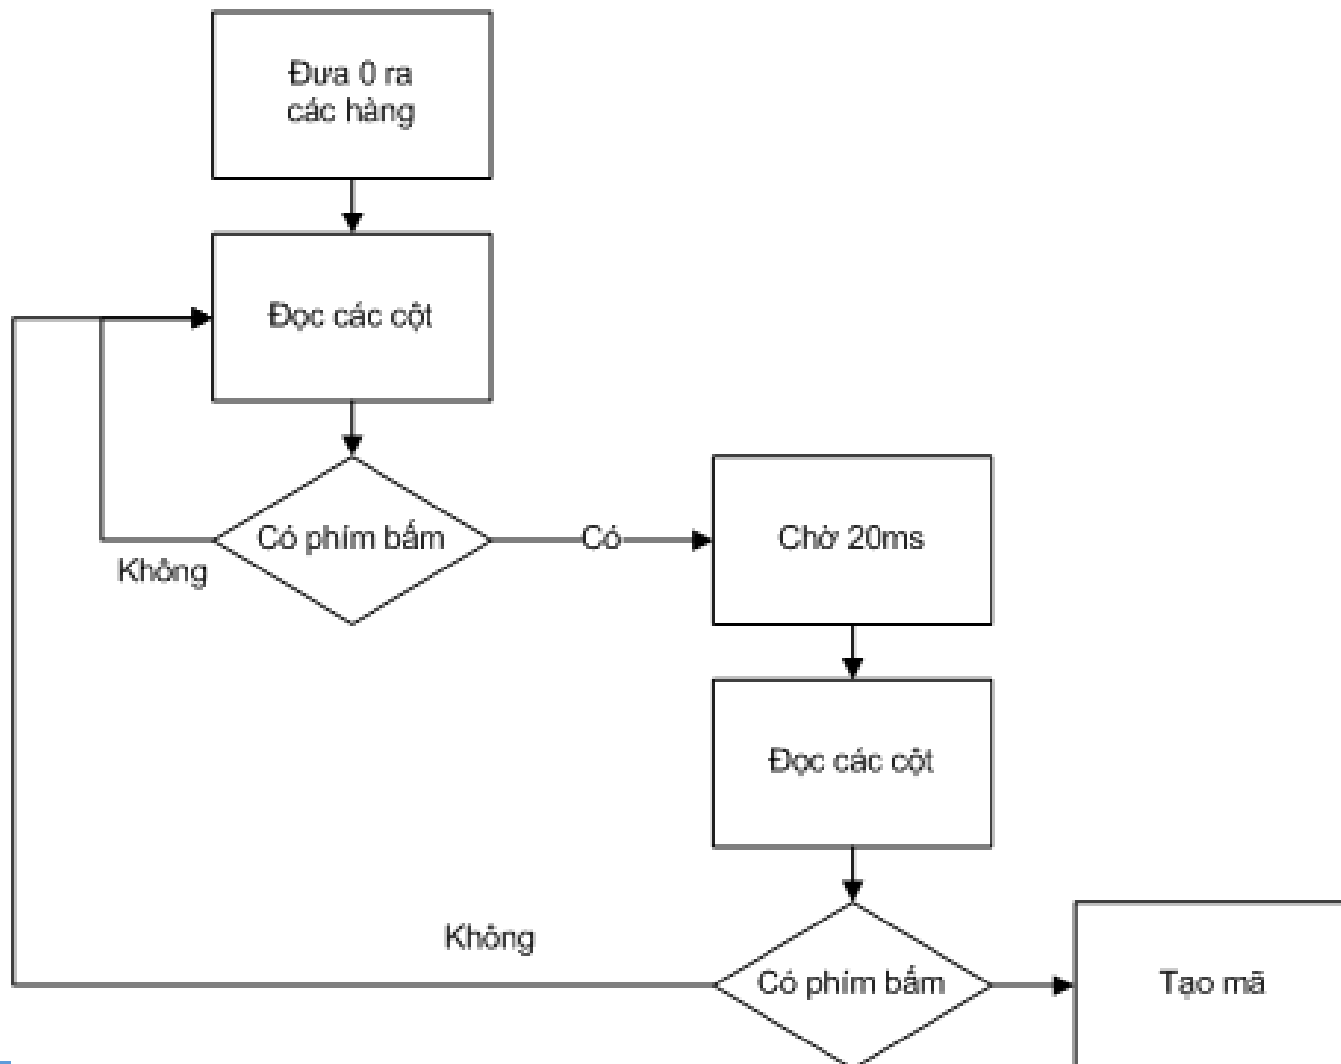 Đưa 0 ra
các hàng
Đọc các cột
Có phím bấm
Không
Có
Chờ 20ms
Đọc các cột
Không
Có phím bấm
Tạo mã